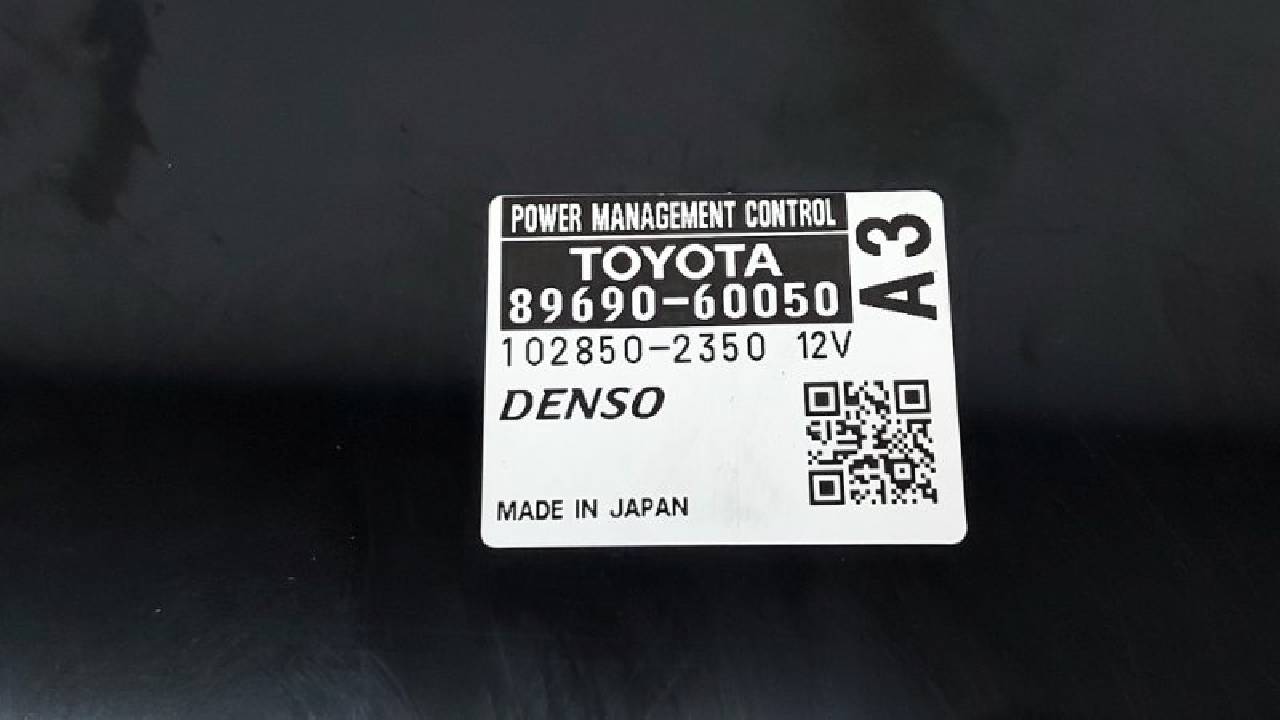 POWER MANAGEMENT CONTROL
TOYOTA
89690-60050
A3
102850-2350 12V
DENSO
MADE IN JAPAN